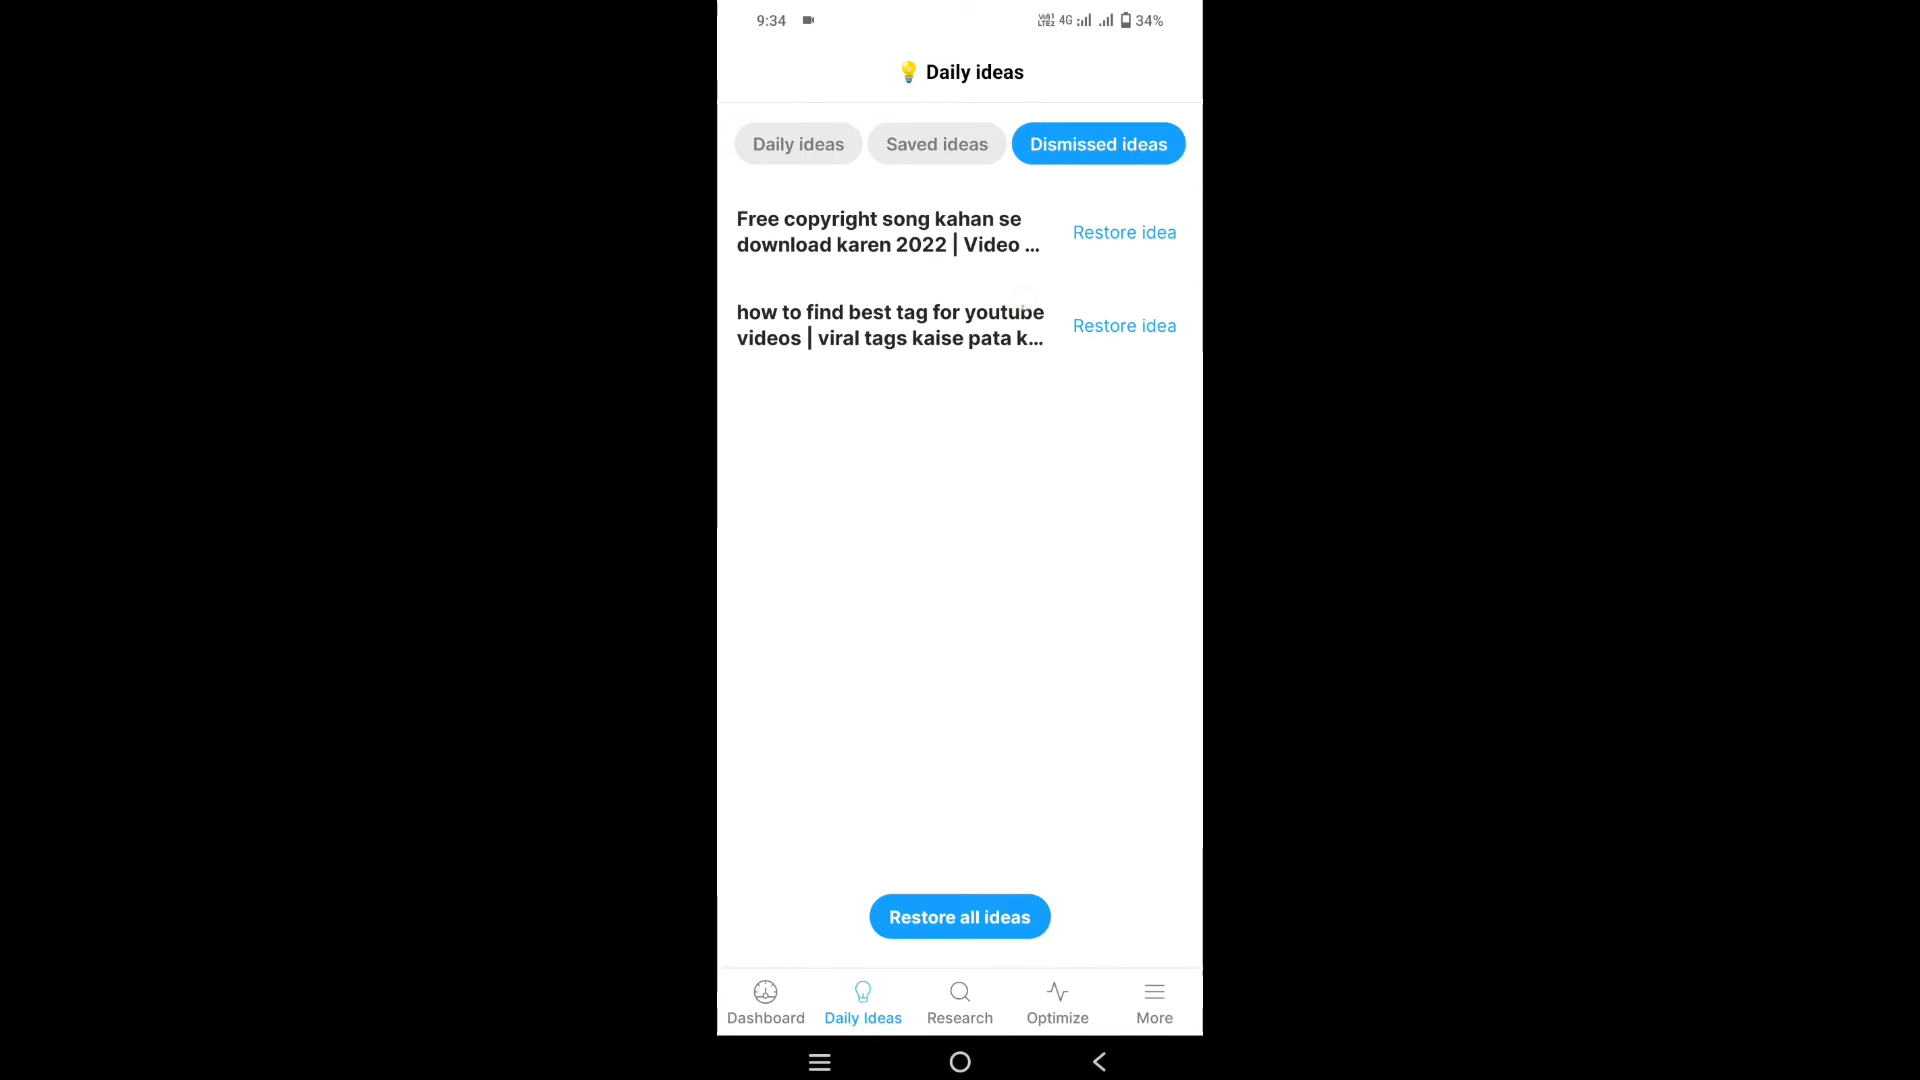 9:34
4G 34%
💡 Daily ideas
Daily ideas
Saved ideas
Dismissed ideas
Free copyright song kahan se
download karen 2022 | Video ...
Restore idea
how to find best tag for youtube
videos | viral tags kaise pata k...
Restore idea
Restore all ideas
Dashboard
Daily Ideas
Research
Optimize
More